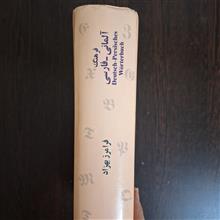 فرهنگ
آلمانی - فارسی
Deutsch-Persisches
Wörterbuch
فرامرز بهزاد